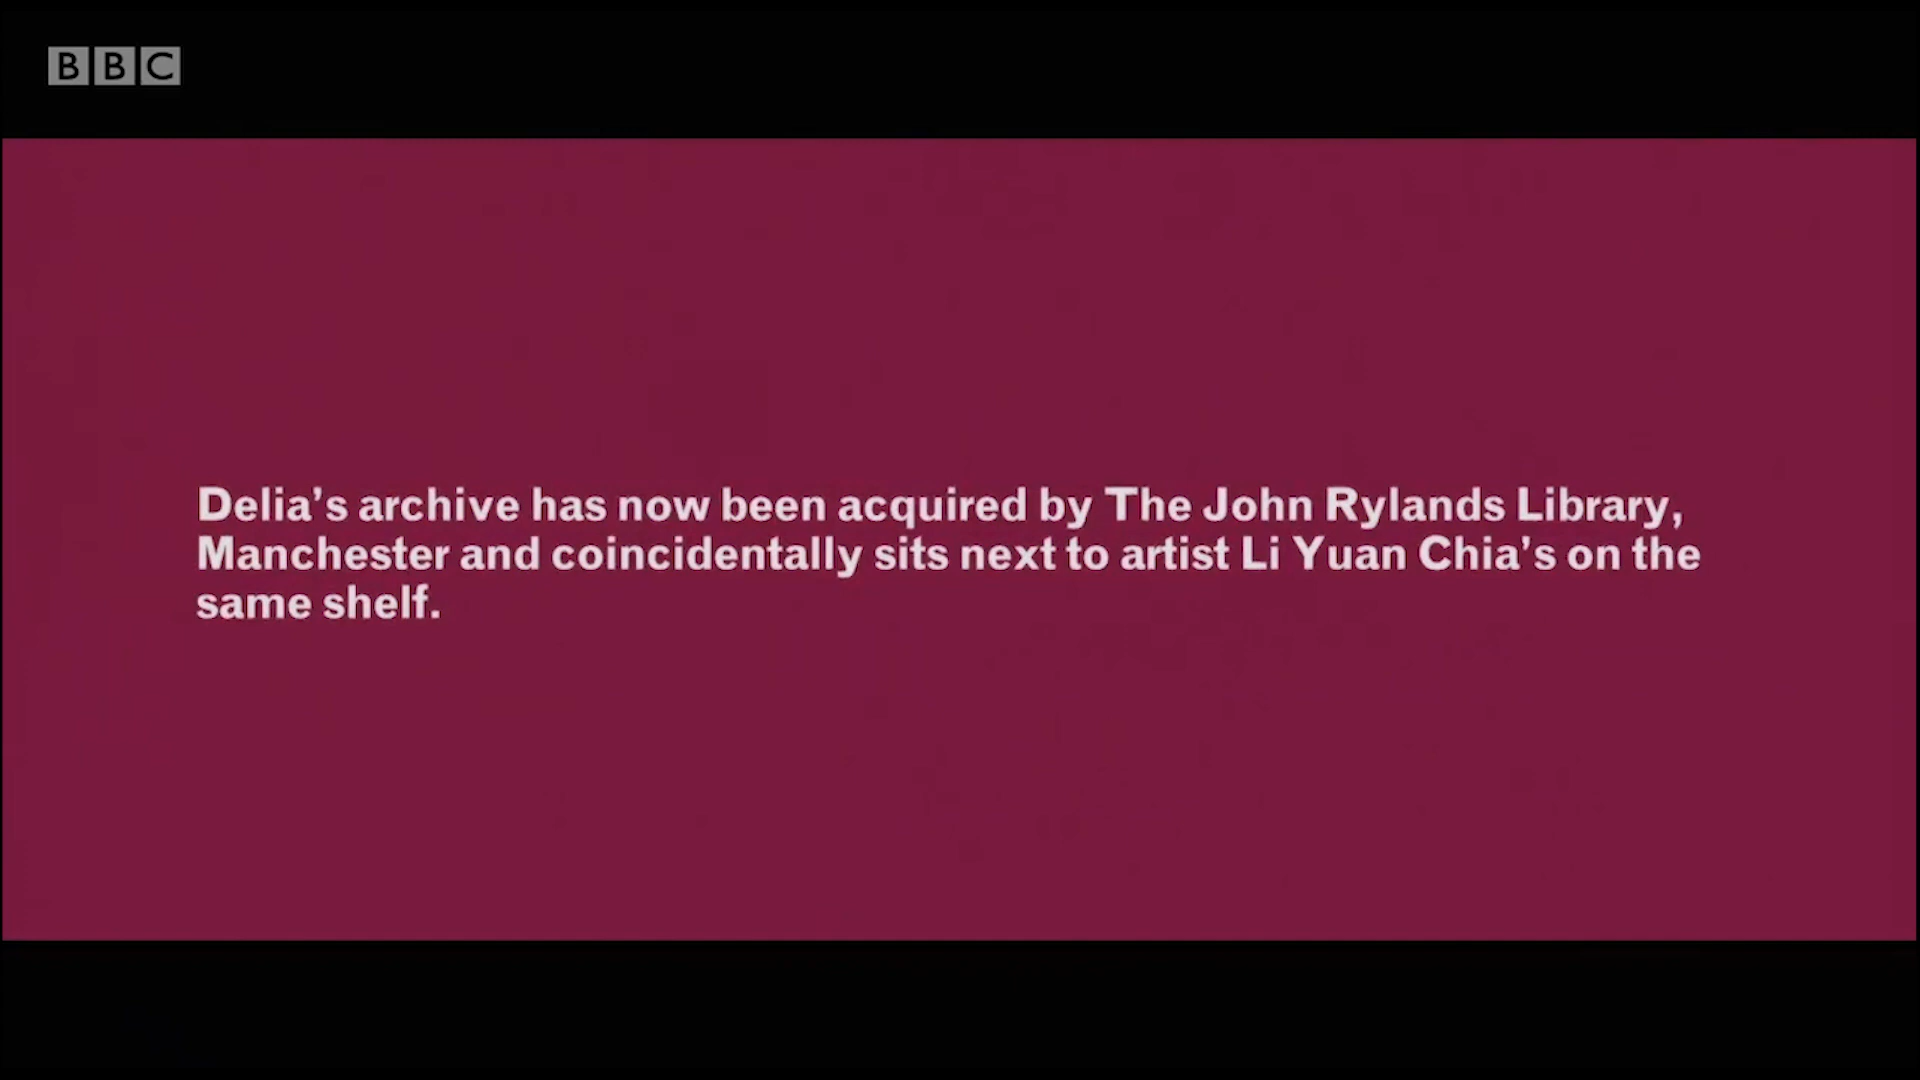 BBC
Delia’s archive has now been acquired by The John Rylands Library,
Manchester and coincidentally sits next to artist Li Yuan Chia’s on the
same shelf.